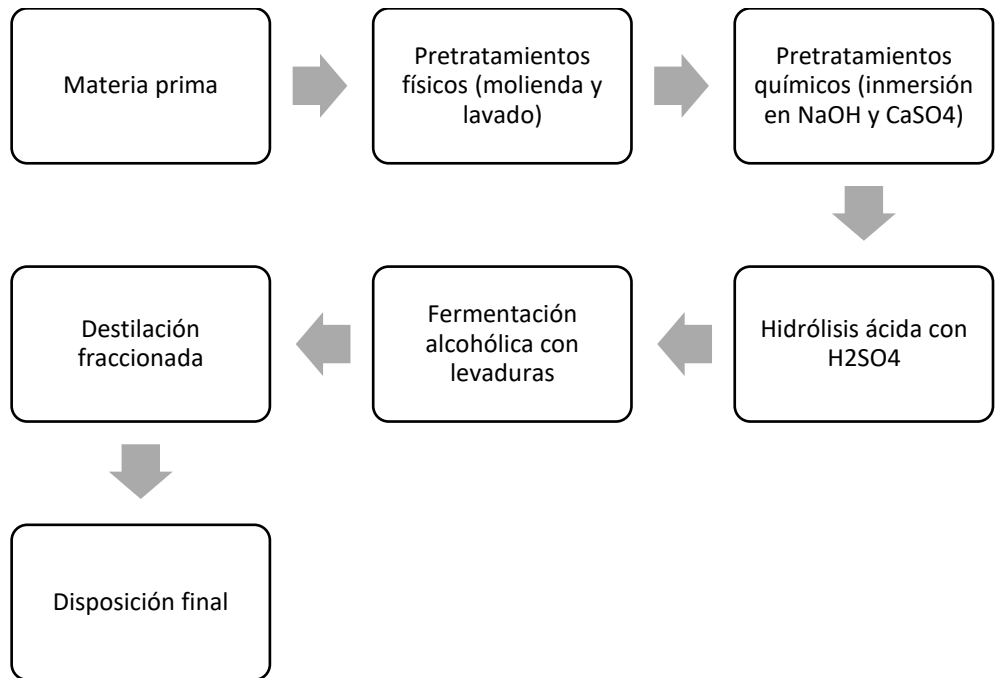 Materia prima
Pretratamientos
físicos (molienda y
lavado)
Pretratamientos
químicos (inmersión
en NaOH y CaSO4)
Hidrólisis ácida con
H2SO4
Fermentación
alcohólica con
levaduras
Destilación
fraccionada
Disposición final